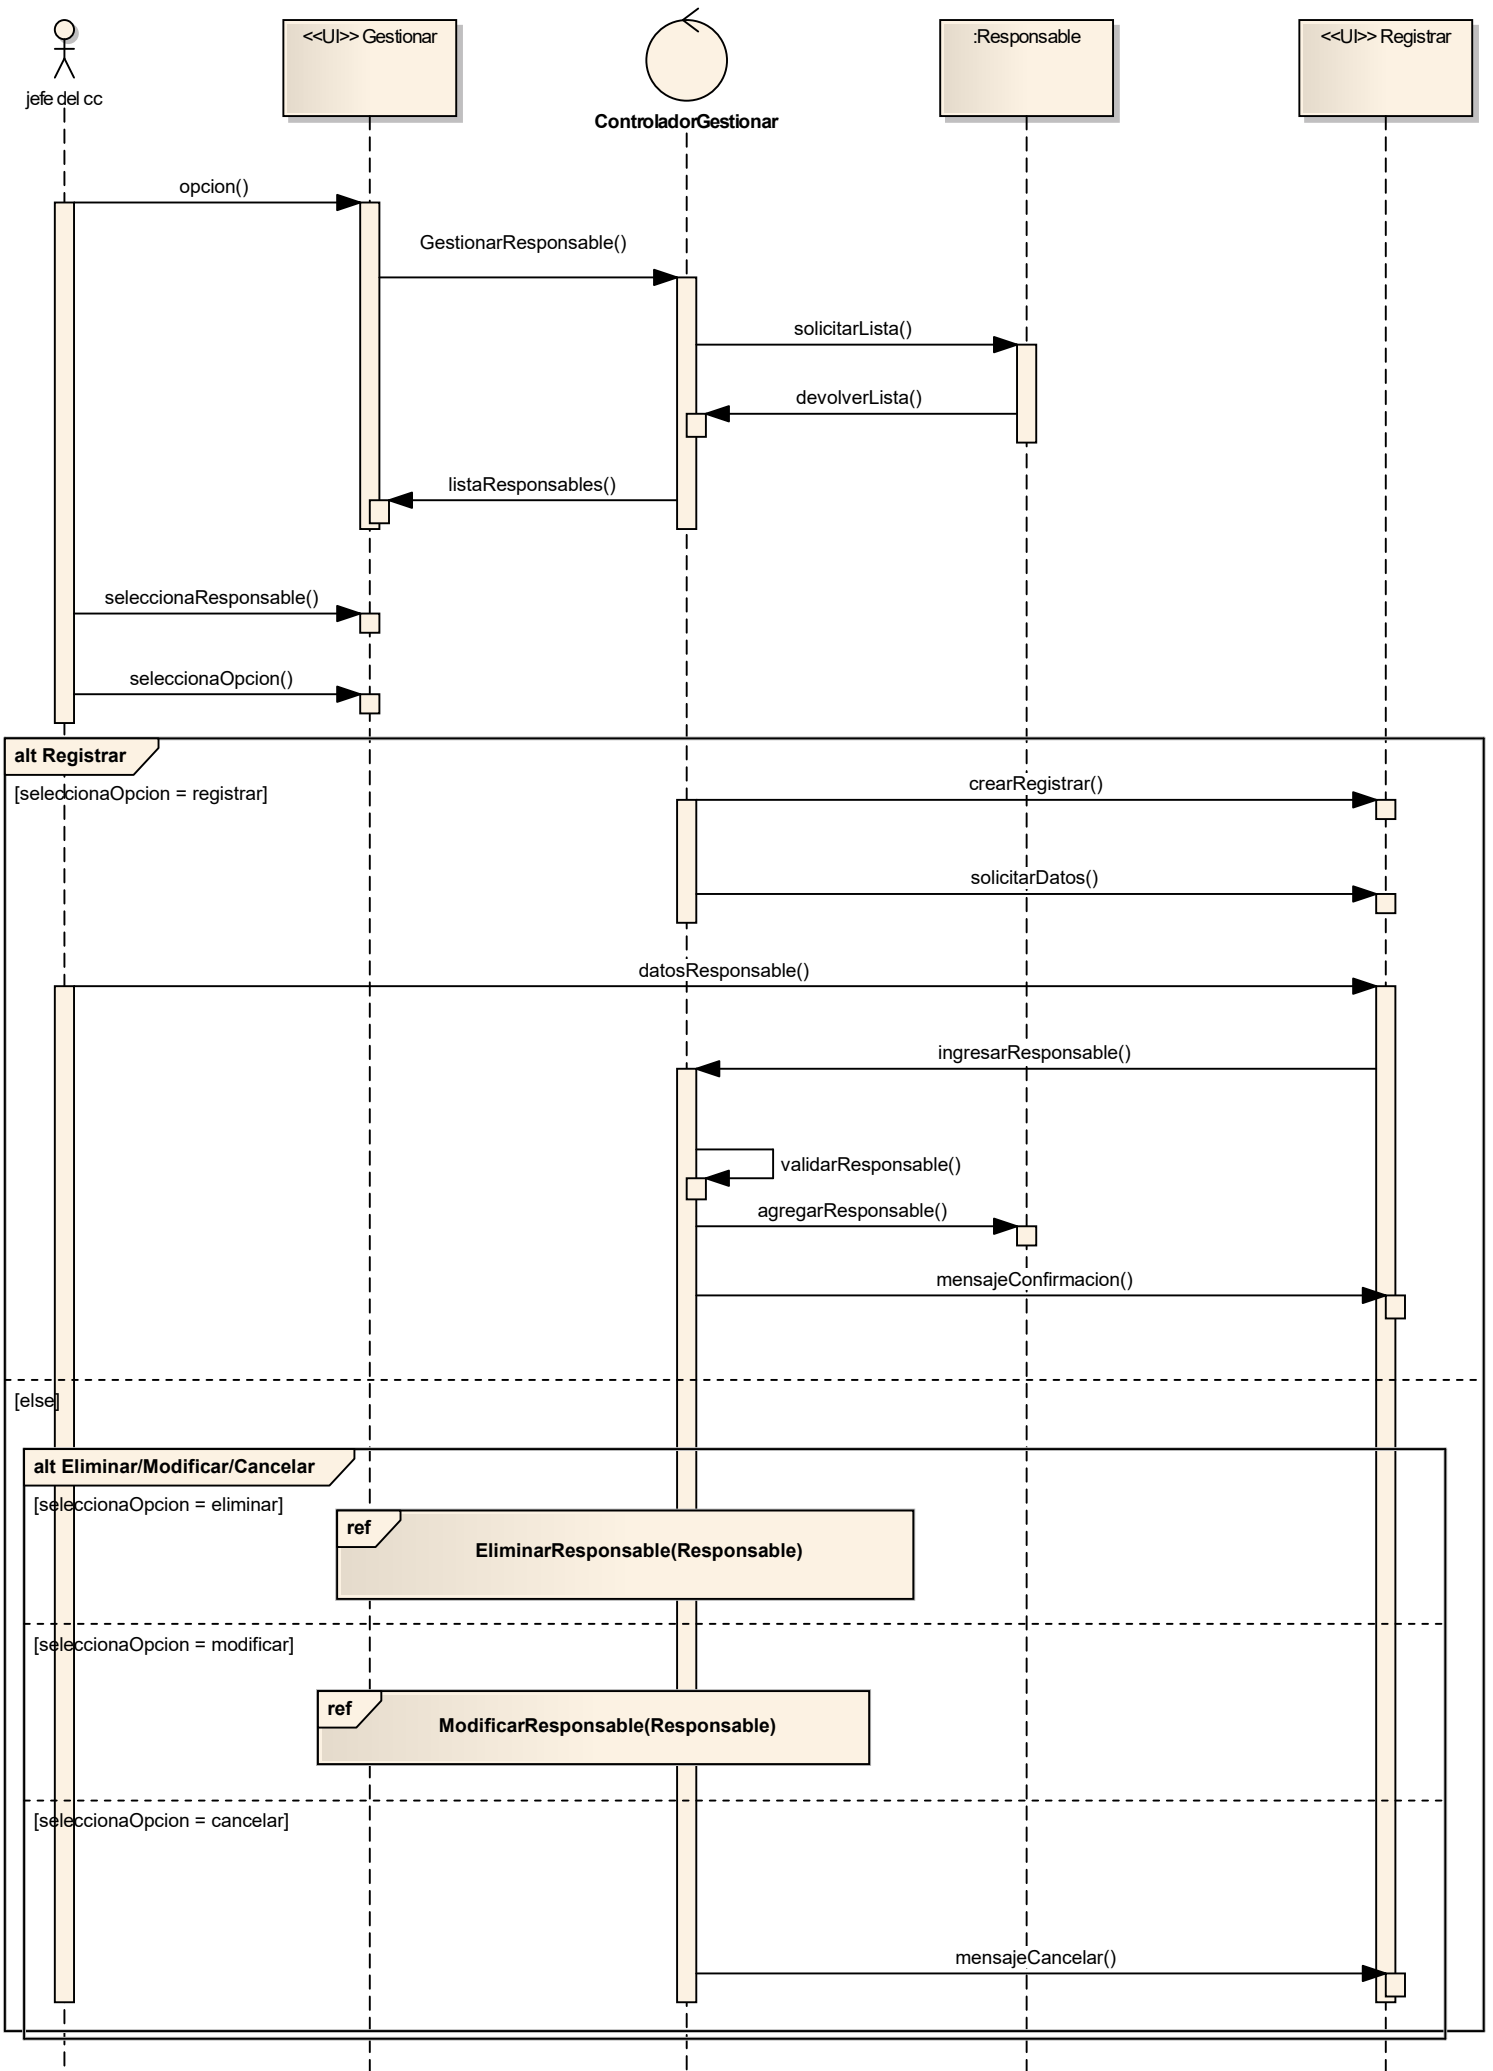 jefe del cc
<<UI>> Gestionar
ControladorGestionar
:Responsable
<<UI>> Registrar
opcion()
GestionarResponsable()
solicitarLista()
devolverLista()
listaResponsables()
seleccionaResponsable()
seleccionaOpcion()
alt Registrar
[seleccionaOpcion = registrar]
crearRegistrar()
solicitarDatos()
datosResponsable()
ingresarResponsable()
validarResponsable()
agregarResponsable()
mensajeConfirmacion()
[else]
alt Eliminar/Modificar/Cancelar
[seleccionaOpcion = eliminar]
ref
EliminarResponsable(Responsable)
[seleccionaOpcion = modificar]
ref
ModificarResponsable(Responsable)
[seleccionaOpcion = cancelar]
mensajeCancelar()